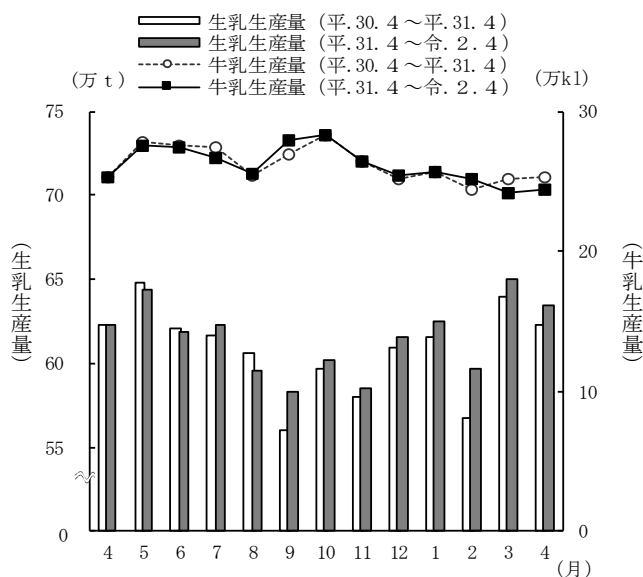 生乳生産量（平.30.４～平.31.４）
生乳生産量（平.31.４～令.２.４）
牛乳生産量（平.30.４～平.31.４）
牛乳生産量（平.31.４～令.２.４）
(万ｔ)
(万kl)
75
70
65
60
55
0
（生乳生産量）
30
20
10
0
（牛乳生産量）
4 5 6 7 8 9 10 11 12 1 2 3 4
(月)